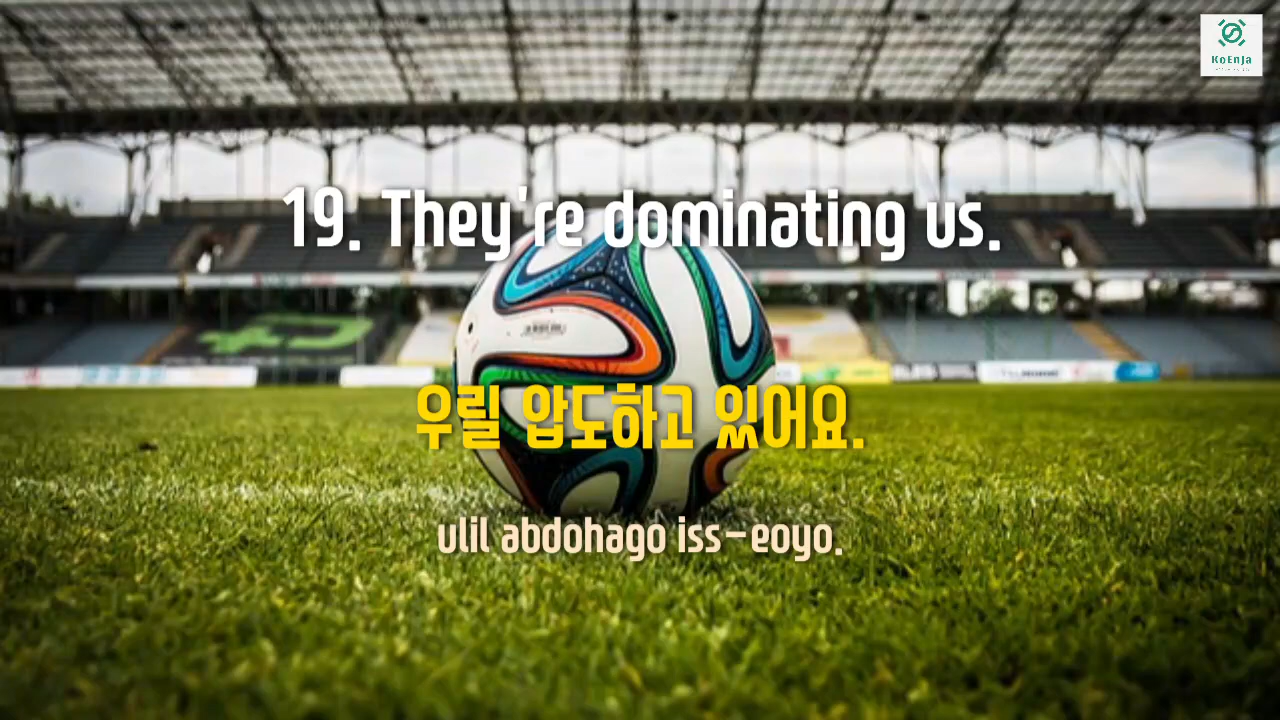 KoEnJa
19. They're dominating us.
우릴 압도하고 있어요.
ulil abdohago iss-eoyo.